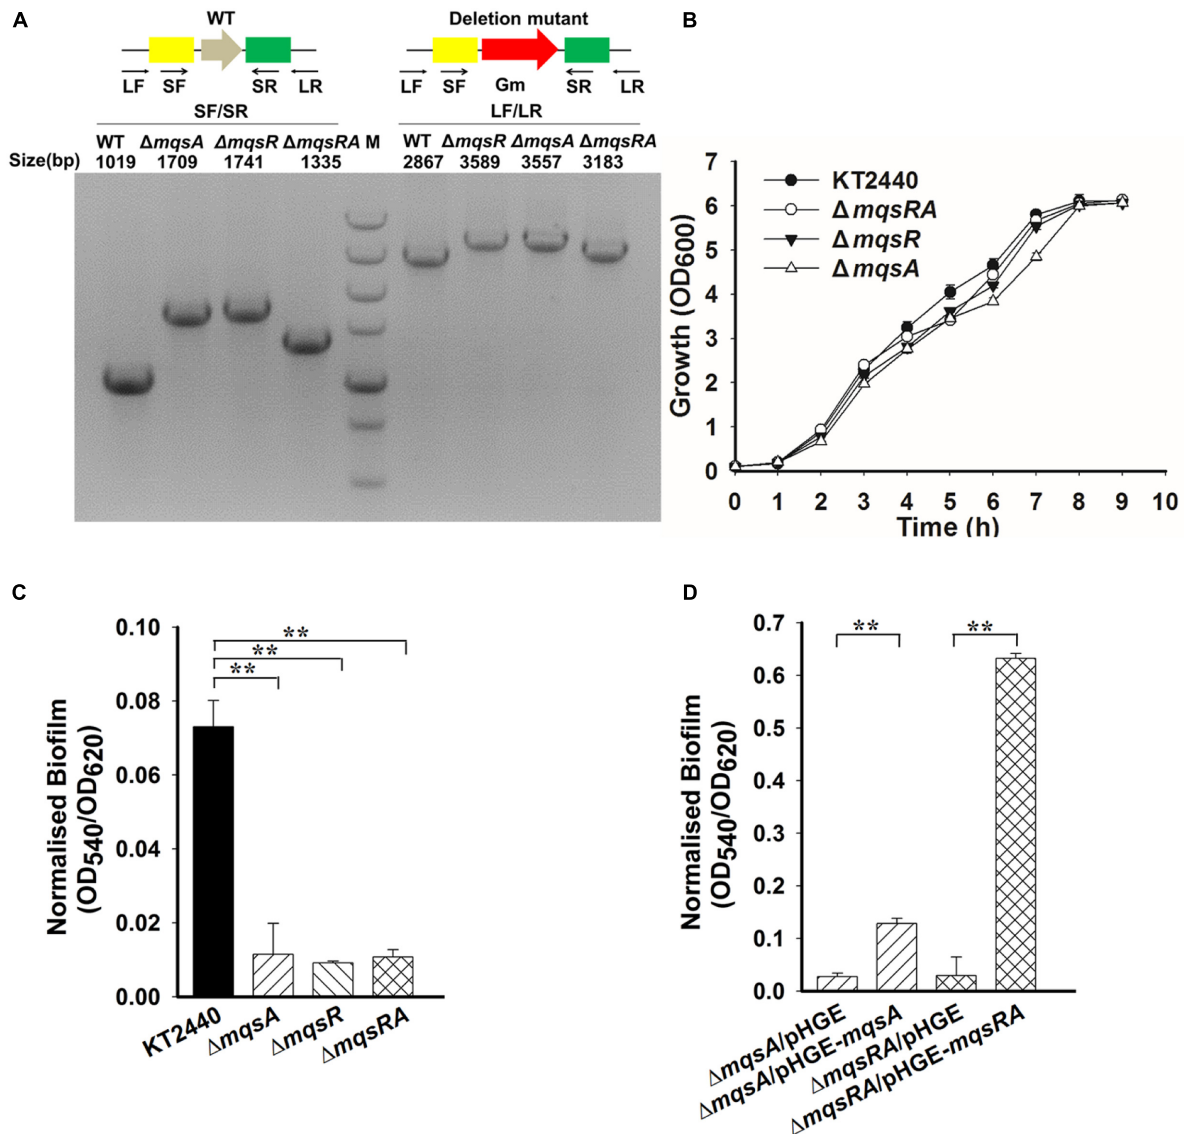 A
WT
Deletion mutant
LF SF SR LR
LF SF Gm SR LR
SF/SR
LF/LR
WT ΔmqsA ΔmqsR ΔmqsRA M WT ΔmqsR ΔmqsA ΔmqsRA
Size(bp) 1019 1709 1741 1335 2867 3589 3557 3183
B
Growth (OD600)
7
6
5
4
3
2
1
0
KT2440
ΔmqsRA
ΔmqsR
ΔmqsA
0 1 2 3 4 5 6 7 8 9 10
Time (h)
C
Normalised Biofilm
(OD540/OD620)
0.10
0.08
0.06
0.04
0.02
0.00
**
**
**
KT2440
ΔmqsA
ΔmqsR
ΔmqsRA
D
Normalised Biofilm
(OD540/OD620)
0.7
0.6
0.5
0.4
0.3
0.2
0.1
0.0
** **
ΔmqsA/pHGE
ΔmqsA/pHGE-mqsA
ΔmqsRA/pHGE
ΔmqsRA/pHGE-mqsRA